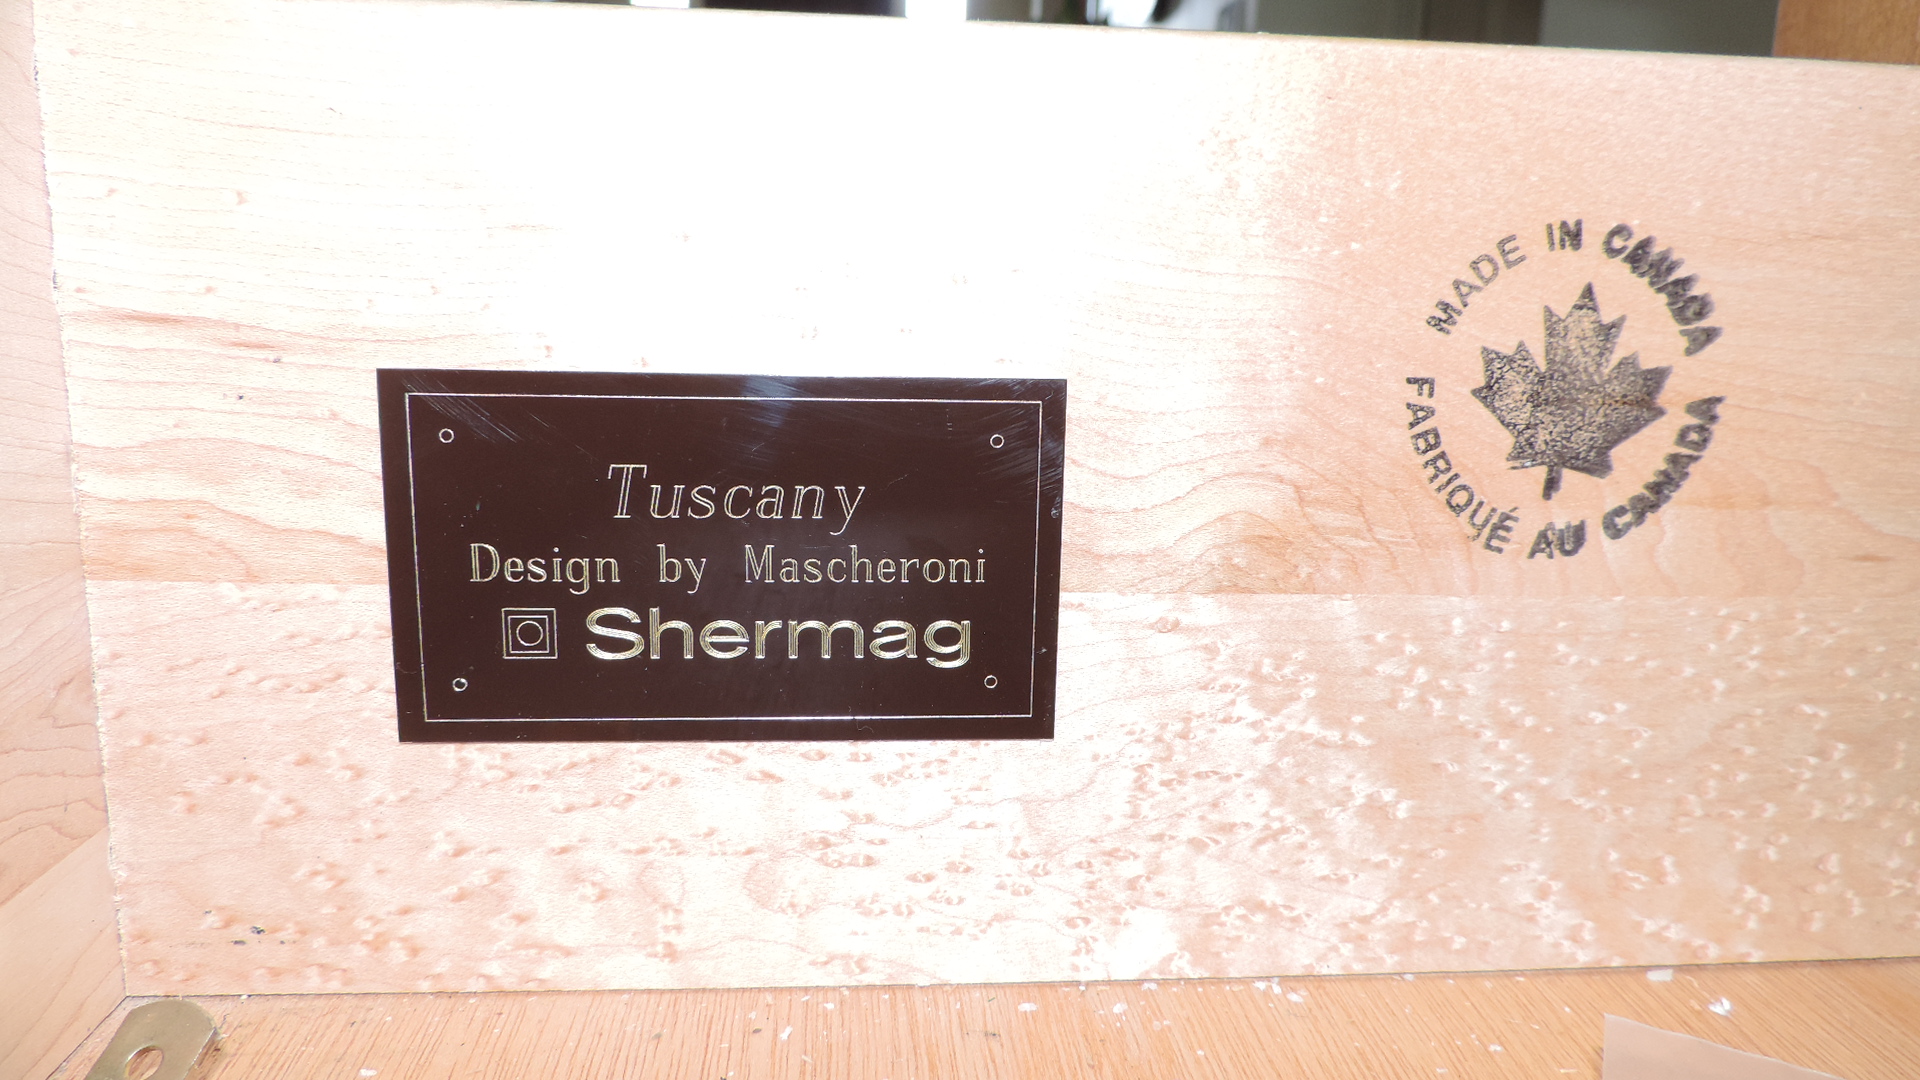 Tuscany
Design by Mascheroni
Shermag
MADE IN CANADA
FABRIQUÉ AU CANADA